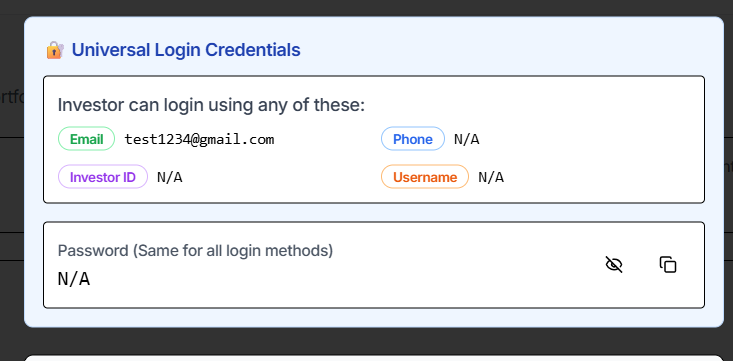 Universal Login Credentials
Investor can login using any of these:
Email test1234@gmail.com Phone N/A
Investor ID N/A Username N/A
Password (Same for all login methods)
N/A